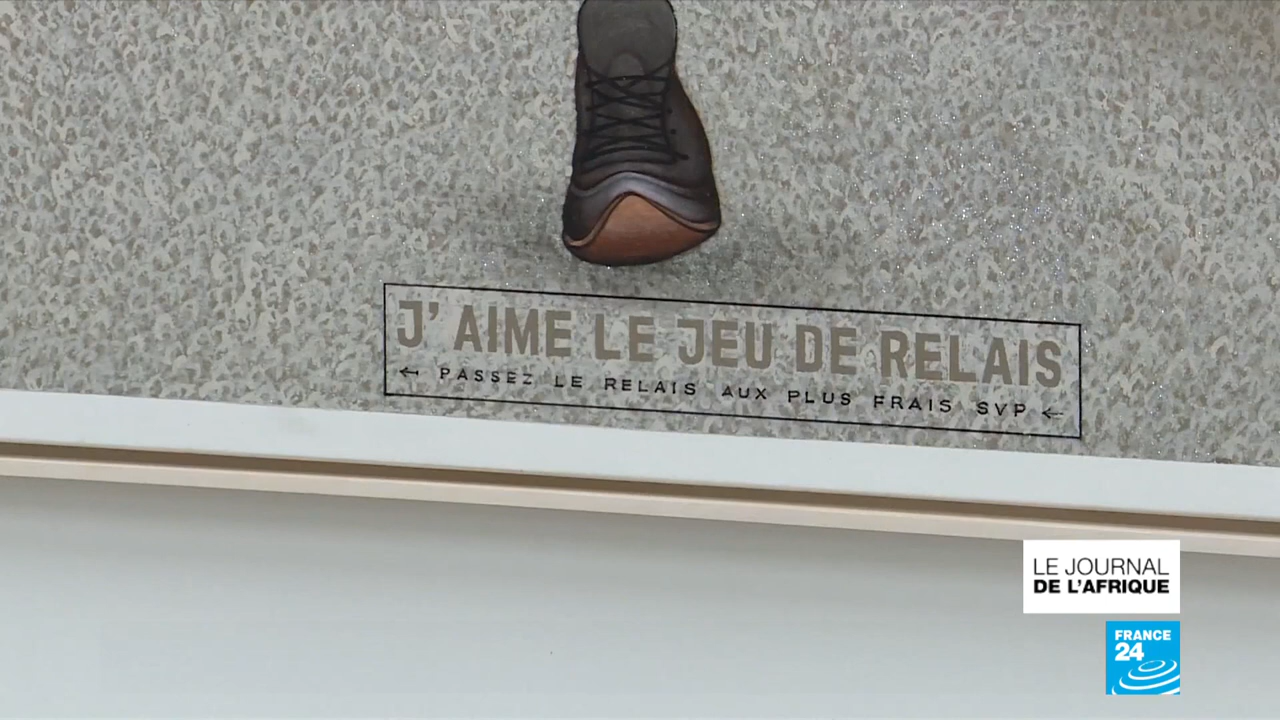 J' AIME LE JEU DE RELAIS
← PASSEZ LE RELAIS AUX PLUS FRAIS SVP ←
LE JOURNAL
DE L'AFRIQUE
FRANCE
24